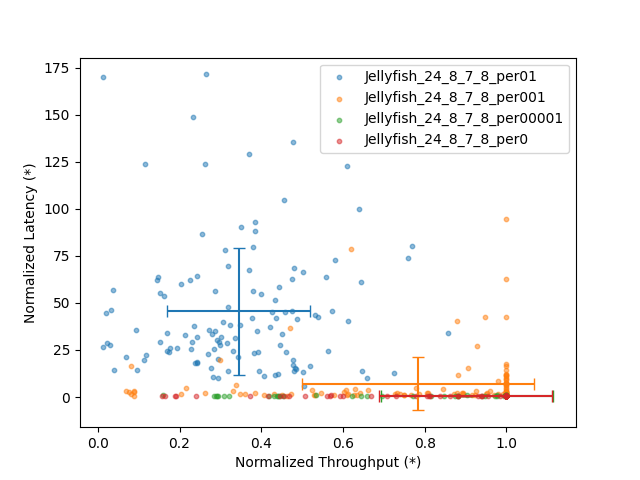 175
150
125
100
75
50
25
0
Normalized Latency (*)
Jellyfish_24_8_7_8_per01
Jellyfish_24_8_7_8_per001
Jellyfish_24_8_7_8_per00001
Jellyfish_24_8_7_8_per0
0.0 0.2 0.4 0.6 0.8 1.0
Normalized Throughput (*)